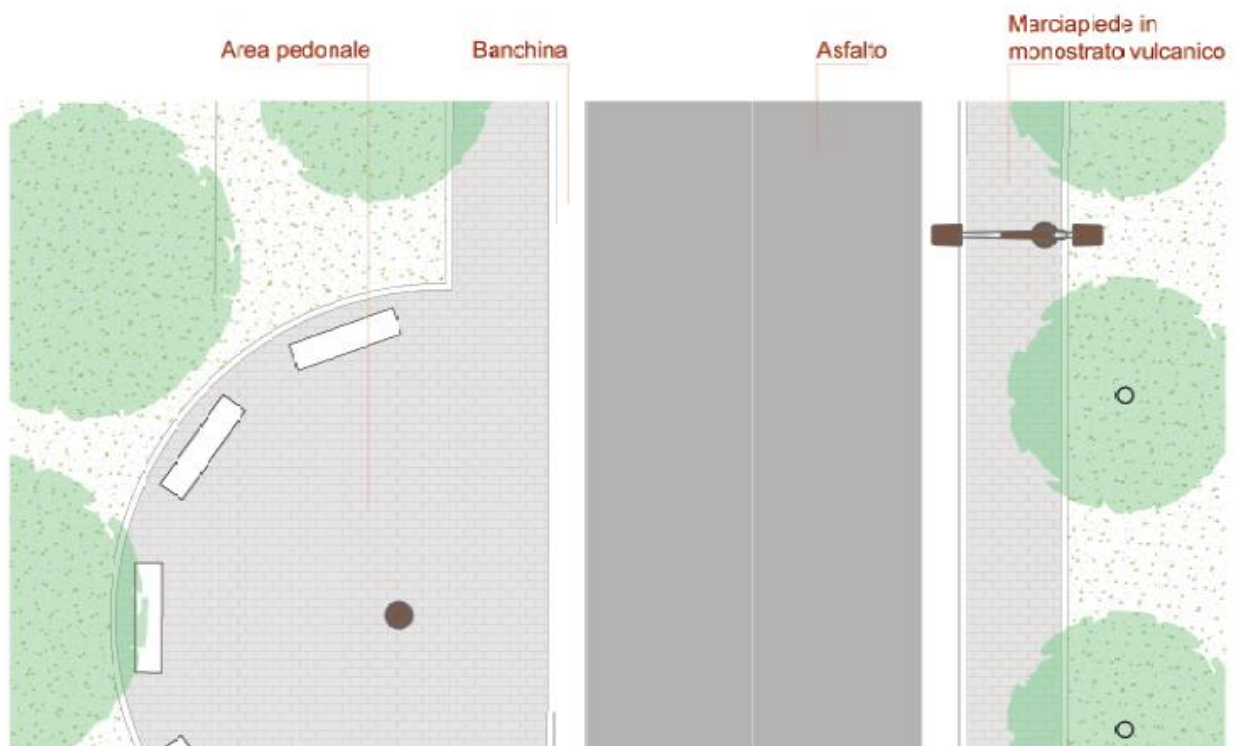 Area pedonale
Banchina
Asfalto
Marciapiede in
monostrato vulcanico